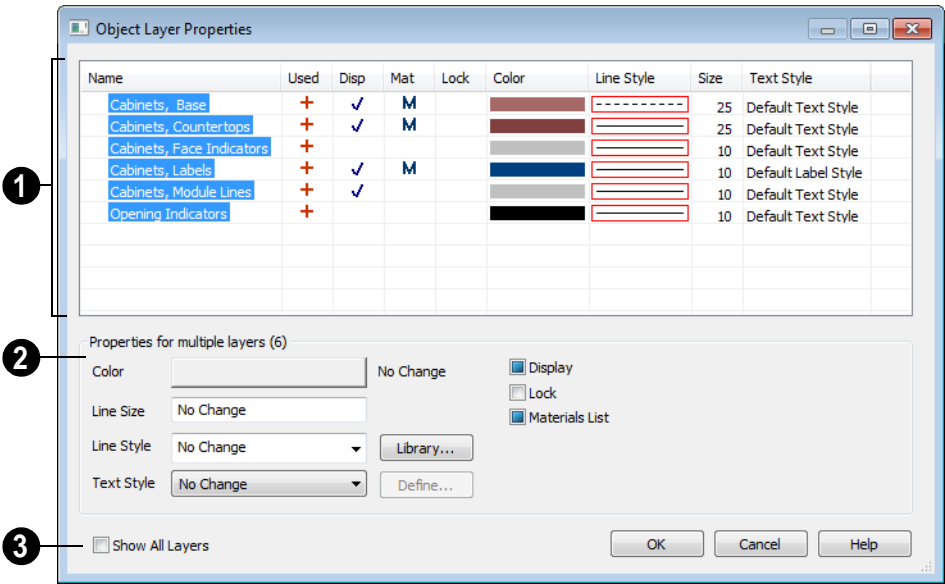 Object Layer Properties
Name Used Disp Mat Lock Color Line Style Size Text Style
Cabinets, Base M 25 Default Text Style
Cabinets, Countertops M 25 Default Text Style
Cabinets, Face Indicators 10 Default Text Style
Cabinets, Labels M 10 Default Label Style
Cabinets, Module Lines 10 Default Text Style
Opening Indicators 10 Default Text Style
1
Properties for multiple layers (6)
2
Color No Change Display
Lock
Line Size No Change Materials List
Line Style No Change Library...
Text Style No Change Define...
3 Show All Layers OK Cancel Help